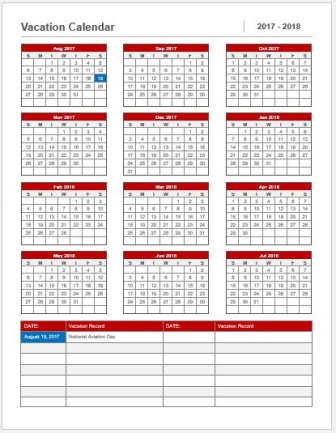 Vacation Calendar 2017 - 2018
Aug 2017
S M T W T F S
1 2 3 4 5
6 7 8 9 10 11 12
13 14 15 16 17 18 19
20 21 22 23 24 25 26
27 28 29 30 31
Sep 2017
S M T W T F S
1 2
3 4 5 6 7 8 9
10 11 12 13 14 15 16
17 18 19 20 21 22 23
24 25 26 27 28 29 30
Oct 2017
S M T W T F S
1 2 3 4 5 6 7
8 9 10 11 12 13 14
15 16 17 18 19 20 21
22 23 24 25 26 27 28
29 30 31
Nov 2017
S M T W T F S
1 2 3 4
5 6 7 8 9 10 11
12 13 14 15 16 17 18
19 20 21 22 23 24 25
26 27 28 29 30
Dec 2017
S M T W T F S
1 2
3 4 5 6 7 8 9
10 11 12 13 14 15 16
17 18 19 20 21 22 23
24 25 26 27 28 29 30
31
Jan 2018
S M T W T F S
1 2 3 4 5 6
7 8 9 10 11 12 13
14 15 16 17 18 19 20
21 22 23 24 25 26 27
28 29 30 31
Feb 2018
S M T W T F S
1 2 3
4 5 6 7 8 9 10
11 12 13 14 15 16 17
18 19 20 21 22 23 24
25 26 27 28
Mar 2018
S M T W T F S
1 2 3
4 5 6 7 8 9 10
11 12 13 14 15 16 17
18 19 20 21 22 23 24
25 26 27 28 29 30 31
Apr 2018
S M T W T F S
1 2 3 4 5 6 7
8 9 10 11 12 13 14
15 16 17 18 19 20 21
22 23 24 25 26 27 28
29 30
May 2018
S M T W T F S
1 2 3 4 5
6 7 8 9 10 11 12
13 14 15 16 17 18 19
20 21 22 23 24 25 26
27 28 29 30 31
Jun 2018
S M T W T F S
1 2
3 4 5 6 7 8 9
10 11 12 13 14 15 16
17 18 19 20 21 22 23
24 25 26 27 28 29 30
Jul 2018
S M T W T F S
1 2 3 4 5 6 7
8 9 10 11 12 13 14
15 16 17 18 19 20 21
22 23 24 25 26 27 28
29 30 31
DATE: Vacation Record DATE: Vacation Record
August 19, 2017 National Aviation Day